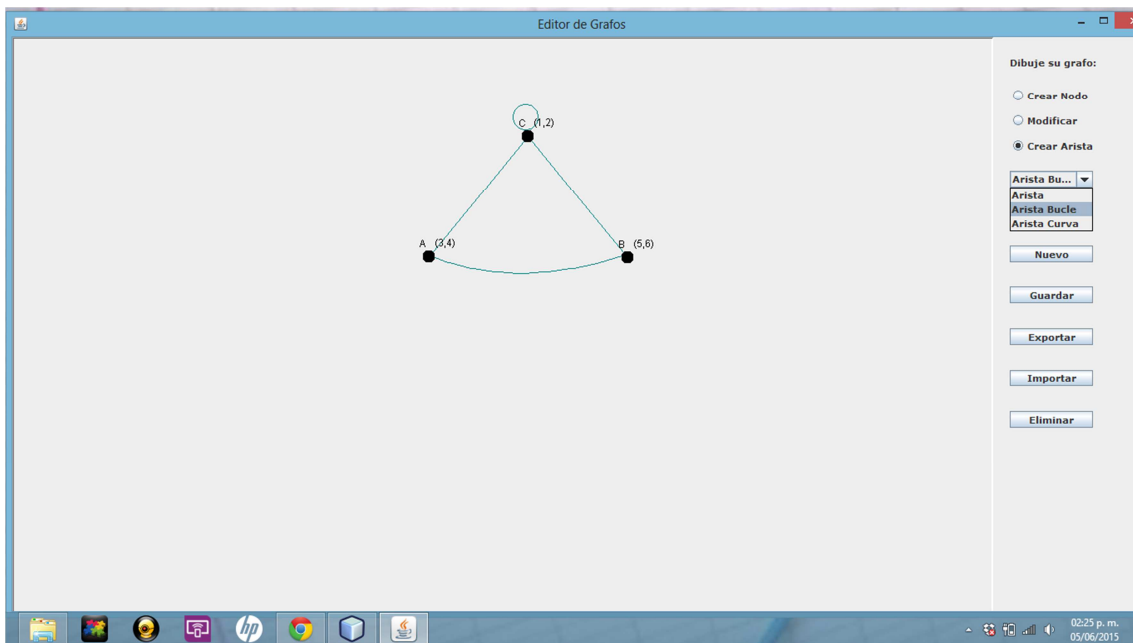 Editor de Grafos
Dibuje su grafo:
Crear Nodo
Modificar
Crear Arista
Arista Bu...
Arista
Arista Bucle
Arista Curva
Nuevo
Guardar
Exportar
Importar
Eliminar
C (1,2)
A (3,4)
B (5,6)
hp
02:25 p. m.
05/06/2015